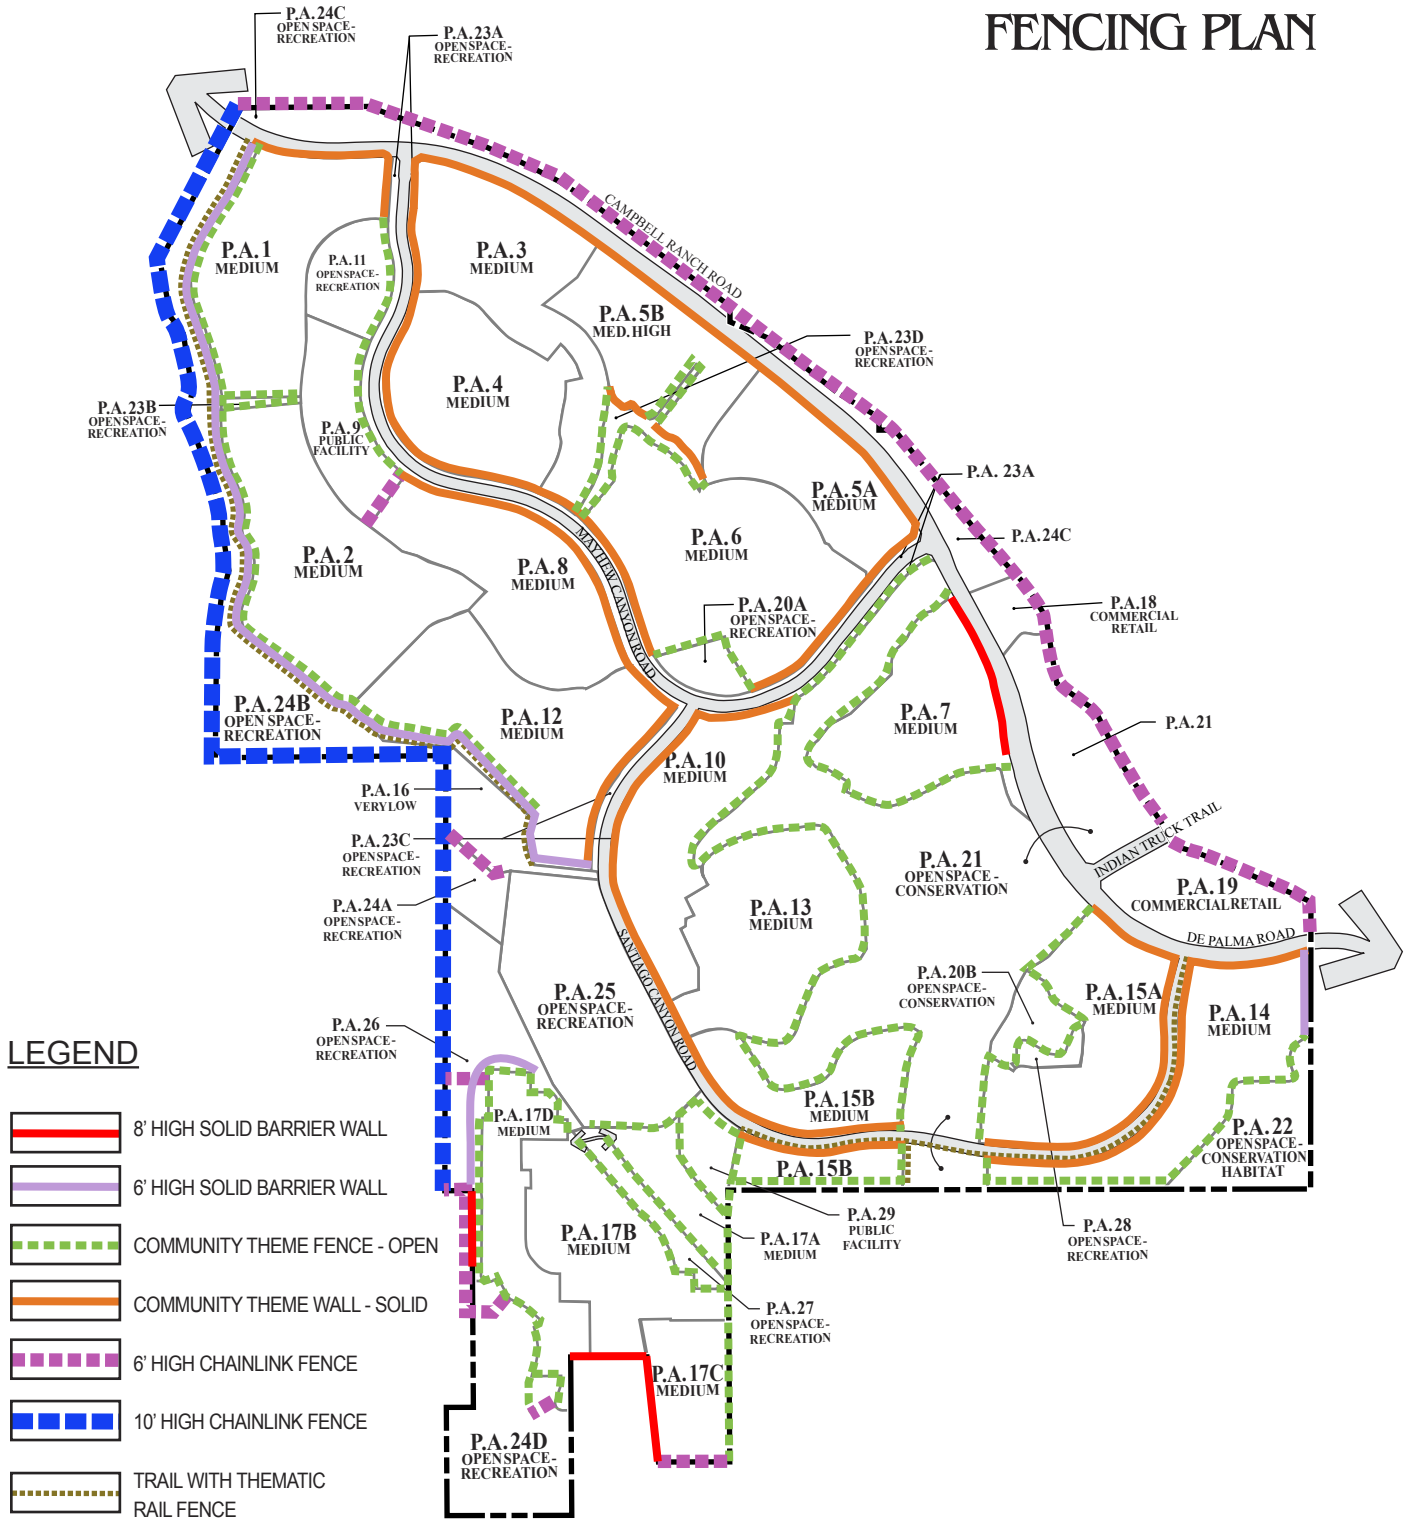 FENCING PLAN
P.A.24C
OPEN SPACE-
RECREATION
P.A.23A
OPEN SPACE-
RECREATION
CAMPBELL RANCH ROAD
P.A.1
MEDIUM
P.A.11
OPEN SPACE-
RECREATION
P.A.3
MEDIUM
P.A.5B
MED. HIGH
P.A.23D
OPEN SPACE-
RECREATION
P.A.4
MEDIUM
P.A.23B
OPEN SPACE-
RECREATION
P.A.9
PUBLIC
FACILITY
P.A. 23A
P.A.5A
MEDIUM
P.A.24C
P.A.6
MEDIUM
P.A.2
MEDIUM
P.A.8
MEDIUM
MAYHEW CANYON ROAD
P.A.20A
OPEN SPACE-
RECREATION
P.A.18
COMMERCIAL
RETAIL
P.A.24B
OPEN SPACE-
RECREATION
P.A.12
MEDIUM
P.A.7
MEDIUM
P.A.21
P.A.10
MEDIUM
P.A.16
VERY LOW
P.A.23C
OPEN SPACE-
RECREATION
INDIAN TRUCK TRAIL
P.A.21
OPEN SPACE-
CONSERVATION
P.A.19
COMMERCIAL RETAIL
P.A.24A
OPEN SPACE-
RECREATION
P.A.13
MEDIUM
DE PALMA ROAD
SANTIAGO CANYON ROAD
P.A.20B
OPEN SPACE-
CONSERVATION
P.A.25
OPEN SPACE-
RECREATION
P.A.15A
MEDIUM
P.A.14
MEDIUM
P.A.26
OPEN SPACE-
RECREATION
P.A.17D
MEDIUM
P.A.15B
MEDIUM
P.A.22
OPEN SPACE-
CONSERVATION
HABITAT
P.A.15B
P.A.29
PUBLIC
FACILITY
P.A.28
OPEN SPACE-
RECREATION
P.A.17B
MEDIUM
P.A.17A
MEDIUM
P.A.27
OPEN SPACE-
RECREATION
P.A.17C
MEDIUM
P.A.24D
OPEN SPACE-
RECREATION
LEGEND
8' HIGH SOLID BARRIER WALL
6' HIGH SOLID BARRIER WALL
COMMUNITY THEME FENCE - OPEN
COMMUNITY THEME WALL - SOLID
6' HIGH CHAINLINK FENCE
10' HIGH CHAINLINK FENCE
TRAIL WITH THEMATIC
RAIL FENCE